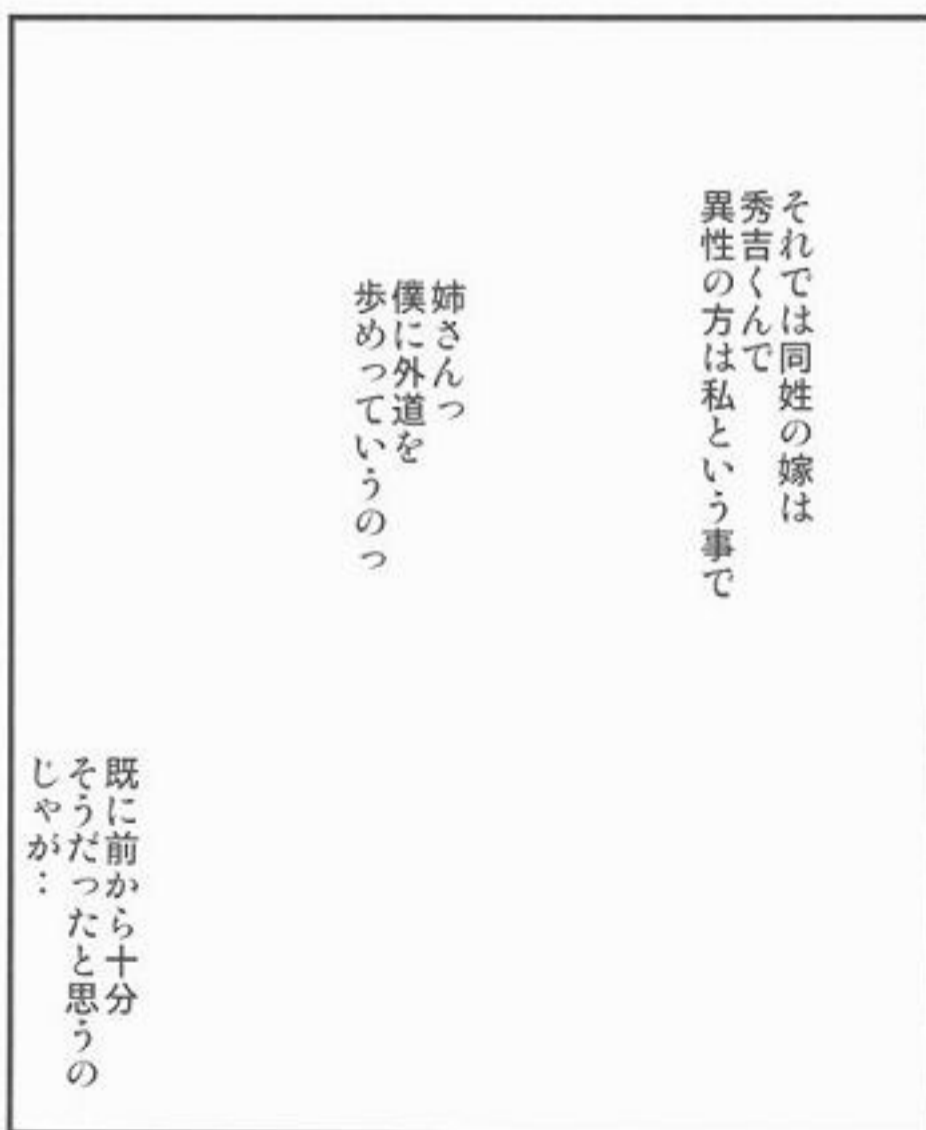 それでは同姓の嫁は
秀吉くんで
異性の方は私という事で
姉さんっ
僕に外道を
歩めっていうのっ
既に前から十分
そうだったと思うの
じゃが‥